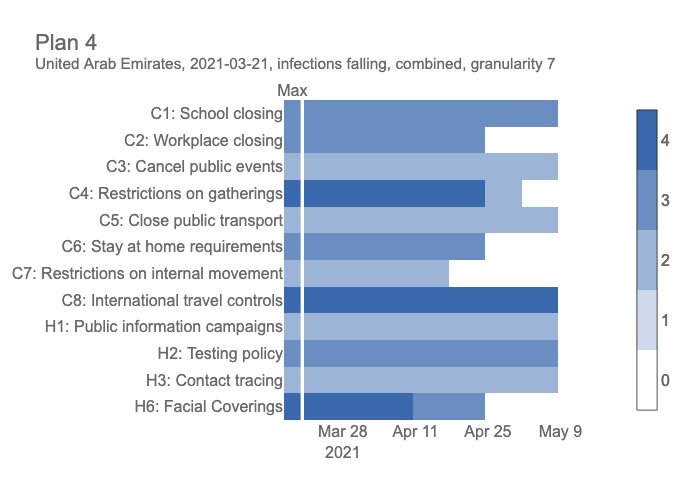 Plan 4
United Arab Emirates, 2021-03-21, infections falling, combined, granularity 7
Max
C1: School closing
C2: Workplace closing
C3: Cancel public events
C4: Restrictions on gatherings
C5: Close public transport
C6: Stay at home requirements
C7: Restrictions on internal movement
C8: International travel controls
H1: Public information campaigns
H2: Testing policy
H3: Contact tracing
H6: Facial Coverings
Mar 28 Apr 11 Apr 25 May 9
2021
4
3
2
1
0